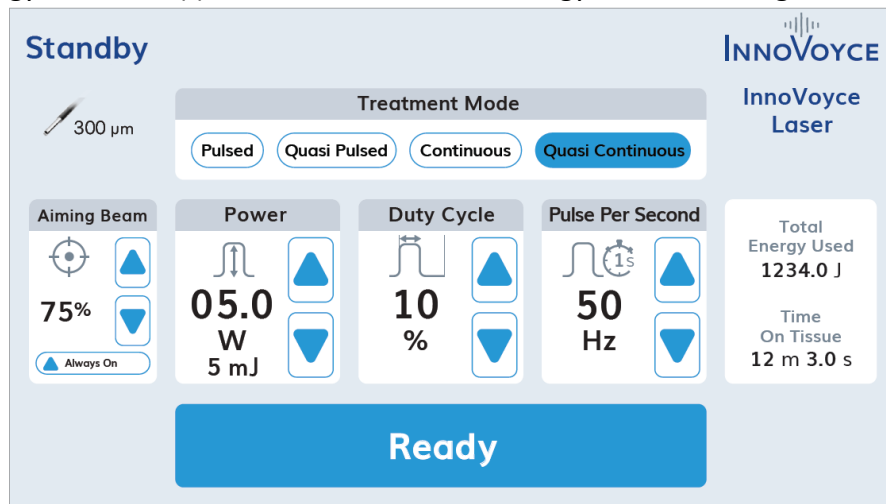 Standby
INNOVOYCE
InnoVoyce
Laser
300 µm
Treatment Mode
Pulsed
Quasi Pulsed
Continuous
Quasi Continuous
Aiming Beam
75%
Always On
Power
05.0
W
5 mJ
Duty Cycle
10
%
Pulse Per Second
1s
50
Hz
Total
Energy Used
1234.0 J
Time
On Tissue
12 m 3.0 s
Ready